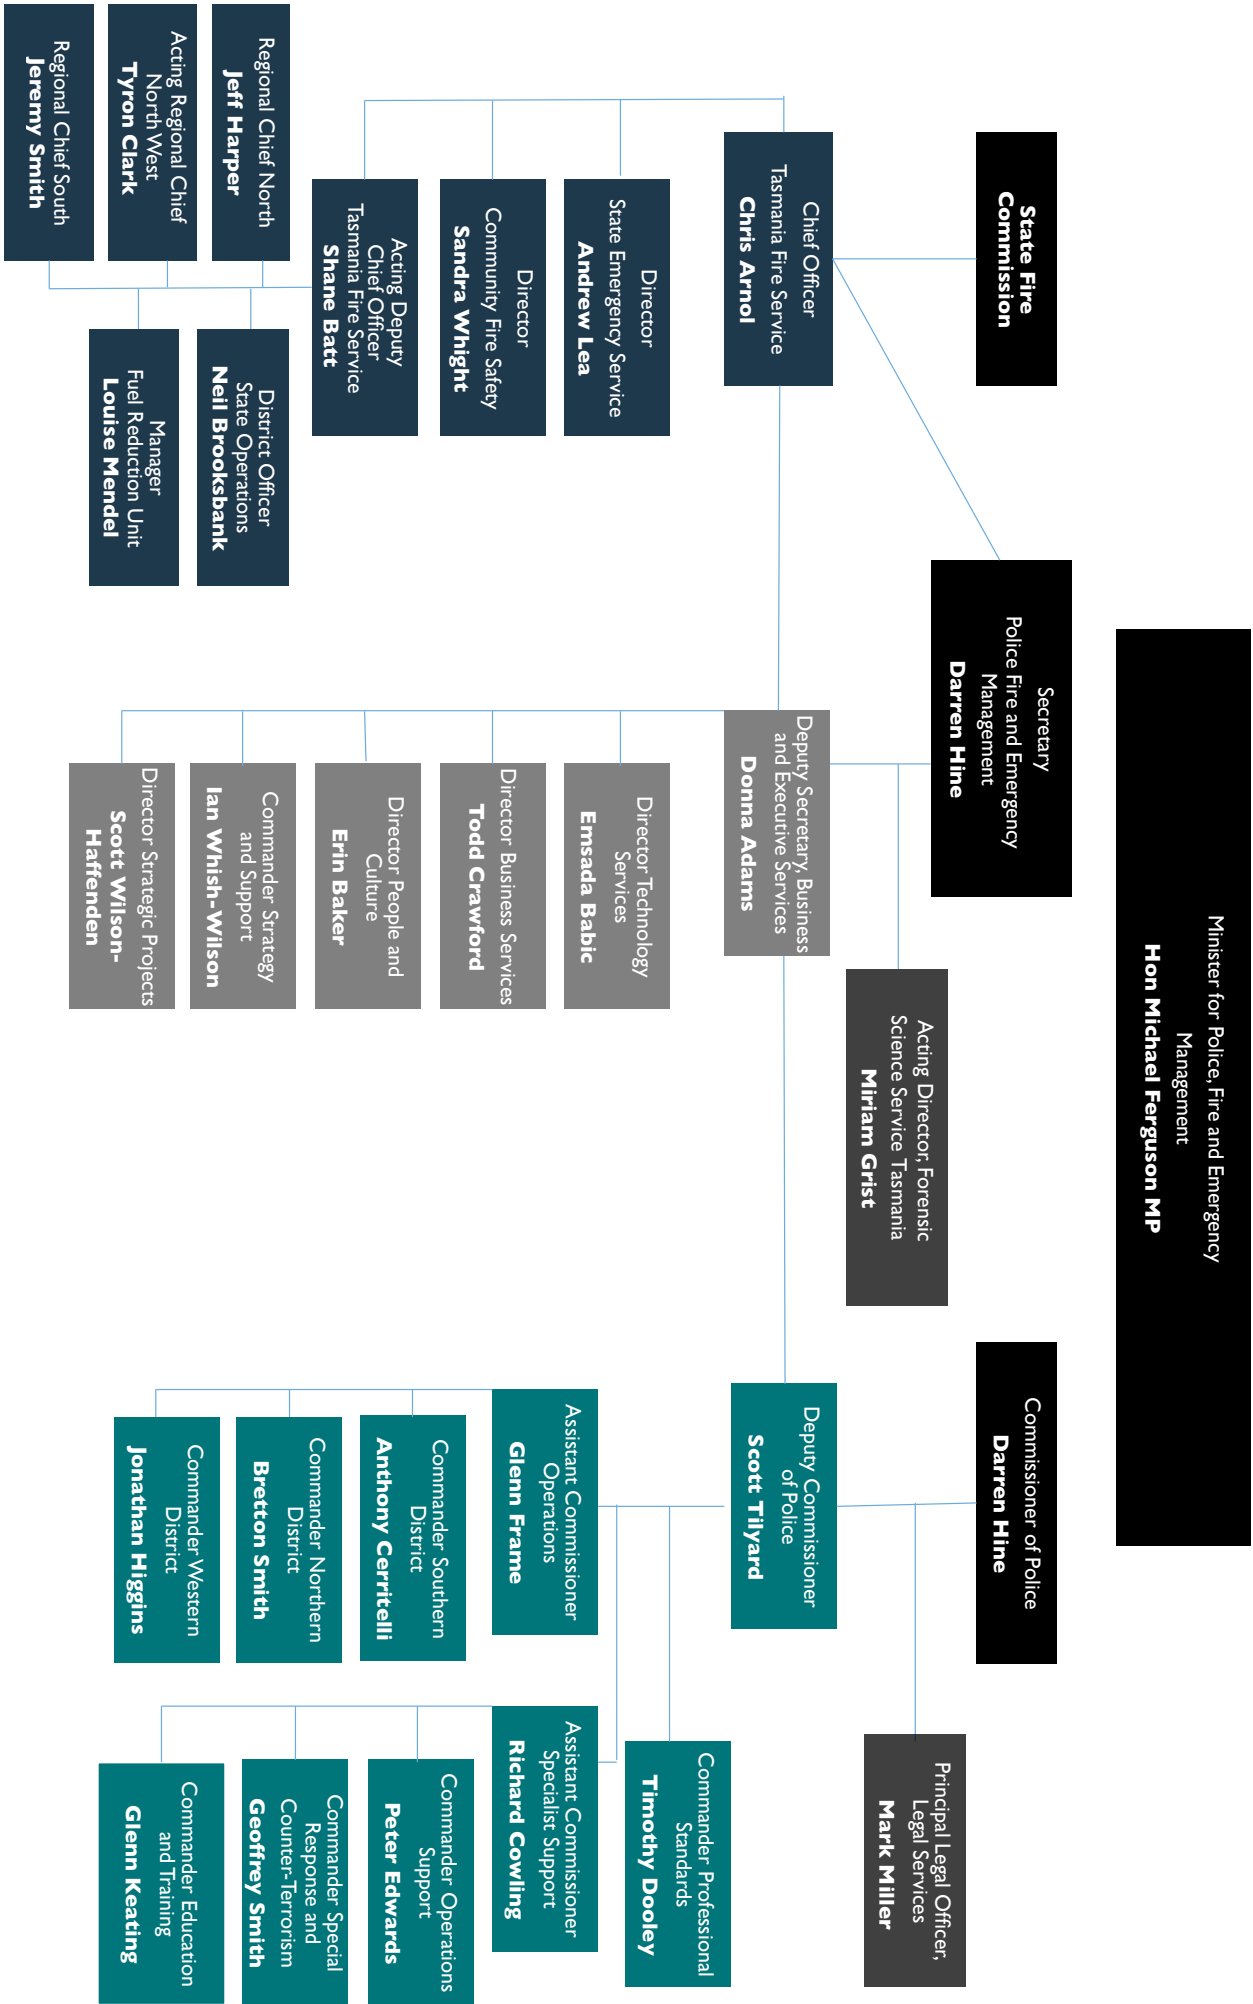 Minister for Police, Fire and Emergency
Management
Hon Michael Ferguson MP
State Fire
Commission
Secretary
Police Fire and Emergency
Management
Darren Hine
Commissioner of Police
Darren Hine
Acting Director, Forensic
Science Service Tasmania
Miriam Grist
Principal Legal Officer,
Legal Services
Mark Miller
Chief Officer
Tasmania Fire Service
Chris Arnol
Deputy Secretary, Business
and Executive Services
Donna Adams
Deputy Commissioner
of Police
Scott Tilyard
Commander Professional
Standards
Timothy Dooley
Director
State Emergency Service
Andrew Lea
Director
Community Fire Safety
Sandra Whight
Acting Deputy
Chief Officer
Tasmania Fire Service
Shane Batt
Regional Chief North
Jeff Harper
Acting Regional Chief
North West
Tyron Clark
Regional Chief South
Jeremy Smith
District Officer
State Operations
Neil Brooksbank
Manager
Fuel Reduction Unit
Louise Mendel
Director Technology
Services
Emsada Babic
Director Business Services
Todd Crawford
Director People and
Culture
Erin Baker
Commander Strategy
and Support
Ian Whish-Wilson
Director Strategic Projects
Scott Wilson-
Haffenden
Assistant Commissioner
Operations
Glenn Frame
Commander Southern
District
Anthony Cerritelli
Commander Northern
District
Bretton Smith
Commander Western
District
Jonathan Higgins
Assistant Commissioner
Specialist Support
Richard Cowling
Commander Operations
Support
Peter Edwards
Commander Special
Response and
Counter-Terrorism
Geoffrey Smith
Commander Education
and Training
Glenn Keating